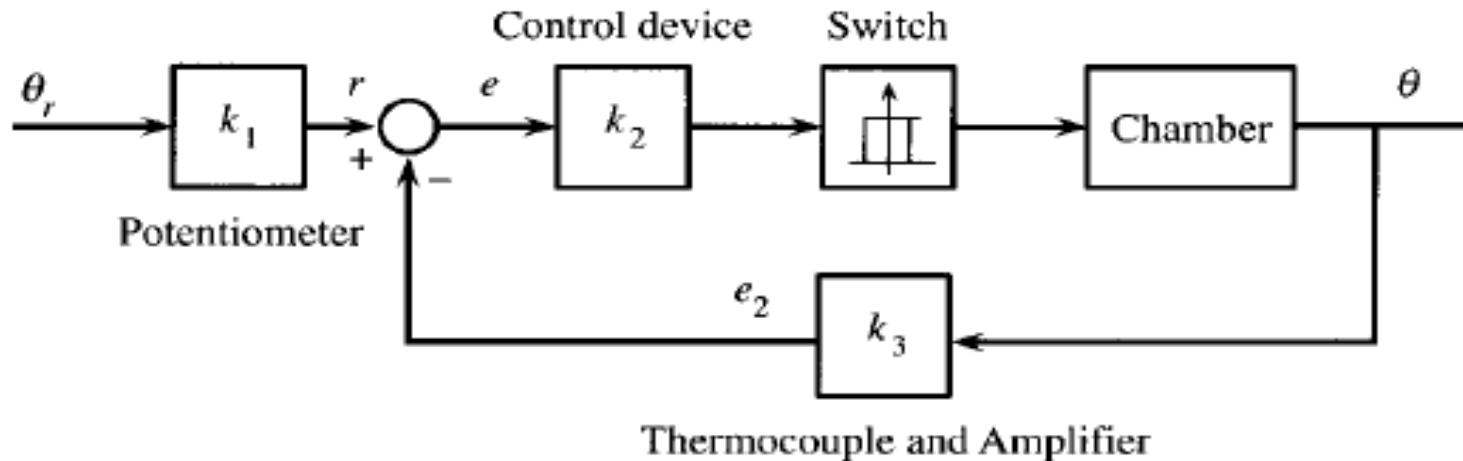 Control device
Switch
θr
k1
r
+
−
e
k2
Chamber
θ
Potentiometer
e2
k3
Thermocouple and Amplifier